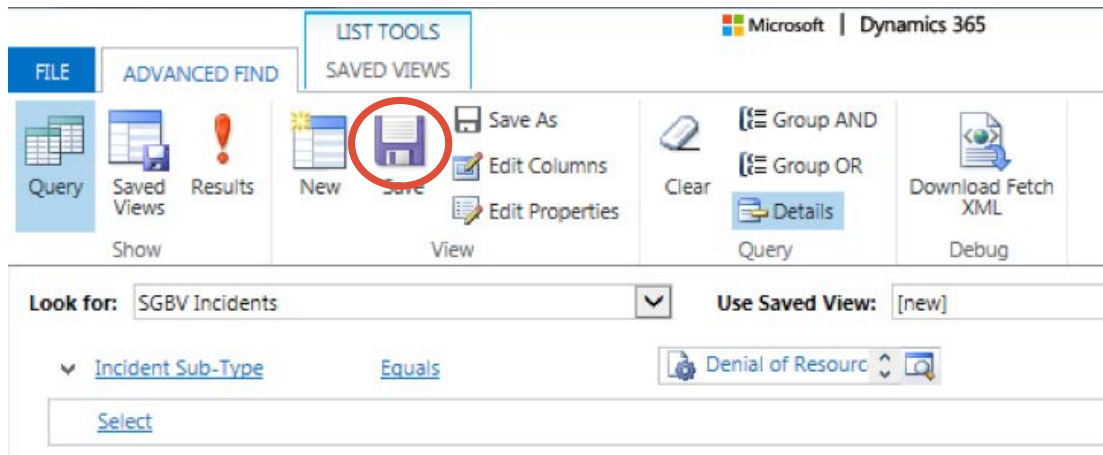 LIST TOOLS
Microsoft | Dynamics 365
FILE
ADVANCED FIND
SAVED VIEWS
Query
Saved Views
Results
New
Save
Save As
Edit Columns
Edit Properties
Clear
Group AND
Group OR
Details
Download Fetch XML
Show
View
Query
Debug
Look for: SGBV Incidents
Use Saved View: [new]
Incident Sub-Type Equals Denial of Resourc
Select